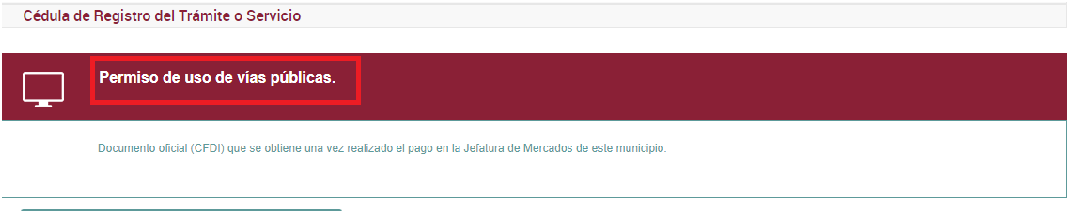 Cédula de Registro del Trámite o Servicio
Permiso de uso de vías públicas.
Documento oficial (CFDI) que se obtiene una vez realizado el pago en la Jefatura de Mercados de este municipio.